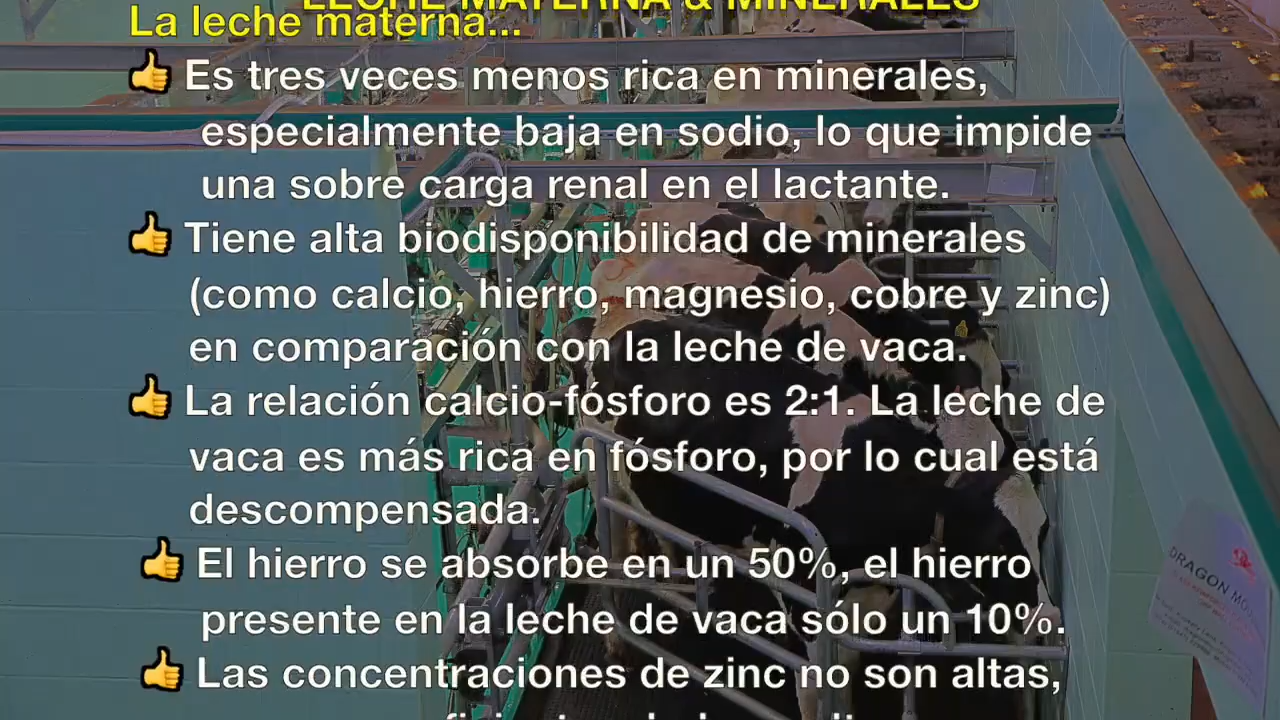 LECHE MATERNA & MINERALES
La leche materna...
👍 Es tres veces menos rica en minerales,
especialmente baja en sodio, lo que impide
una sobre carga renal en el lactante.
👍 Tiene alta biodisponibilidad de minerales
(como calcio, hierro, magnesio, cobre y zinc)
en comparación con la leche de vaca.
👍 La relación calcio-fósforo es 2:1. La leche de
vaca es más rica en fósforo, por lo cual está
descompensada.
👍 El hierro se absorbe en un 50%, el hierro
presente en la leche de vaca sólo un 10%.
👍 Las concentraciones de zinc no son altas,
DRAGON